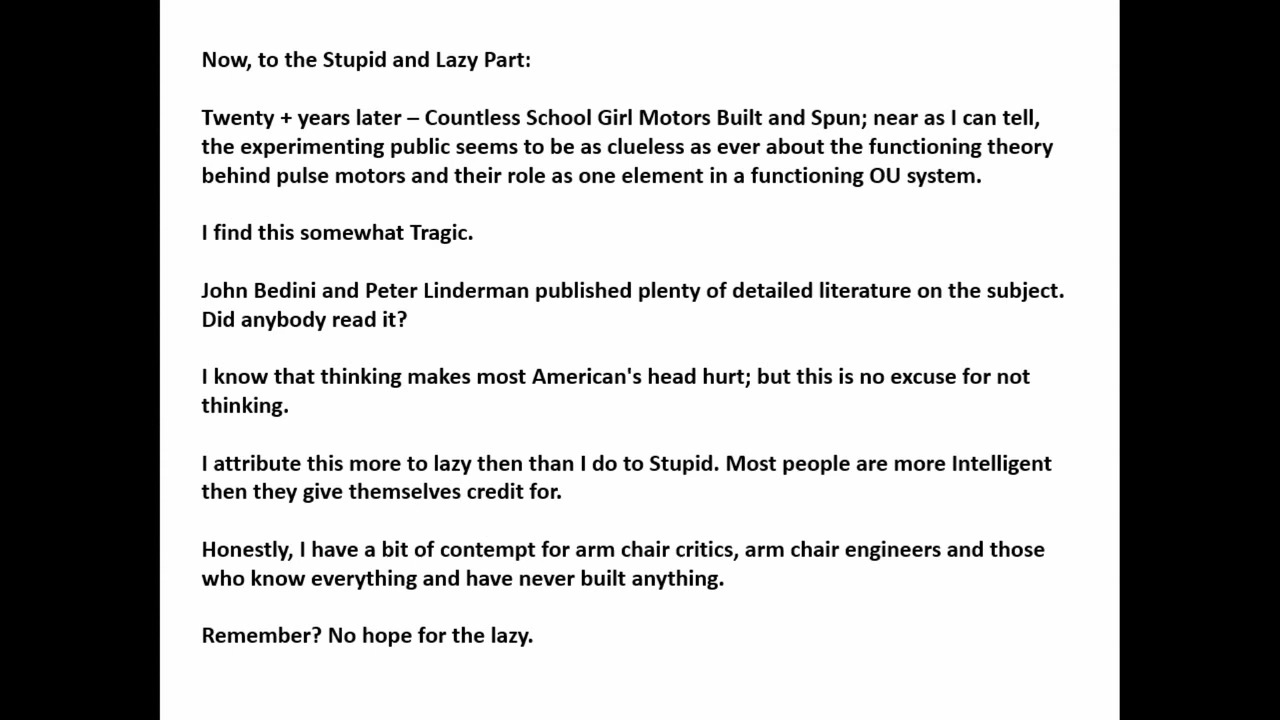 Now, to the Stupid and Lazy Part:
Twenty + years later – Countless School Girl Motors Built and Spun; near as I can tell,
the experimenting public seems to be as clueless as ever about the functioning theory
behind pulse motors and their role as one element in a functioning OU system.
I find this somewhat Tragic.
John Bedini and Peter Linderman published plenty of detailed literature on the subject.
Did anybody read it?
I know that thinking makes most American's head hurt; but this is no excuse for not
thinking.
I attribute this more to lazy then than I do to Stupid. Most people are more Intelligent
then they give themselves credit for.
Honestly, I have a bit of contempt for arm chair critics, arm chair engineers and those
who know everything and have never built anything.
Remember? No hope for the lazy.